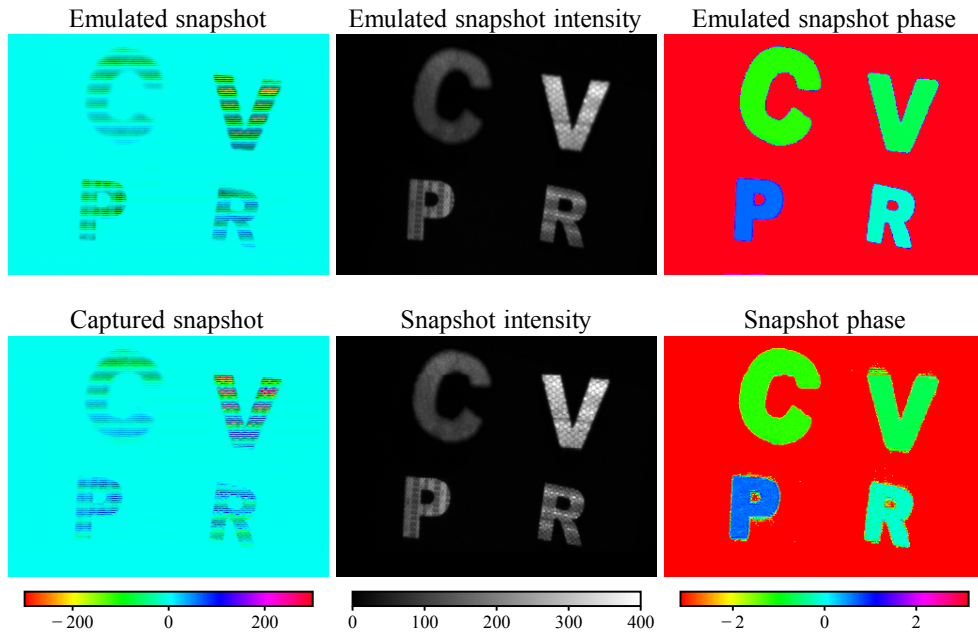 Emulated snapshot Emulated snapshot intensity Emulated snapshot phase
C V
P R
C V
P R
C V
P R
Captured snapshot Snapshot intensity Snapshot phase
C V
P R
C V
P R
C V
P R
−200 0 200
0 100 200 300 400
−2 0 2